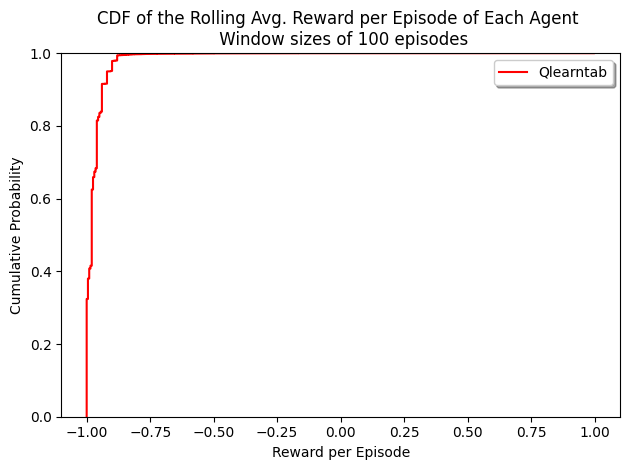 CDF of the Rolling Avg. Reward per Episode of Each Agent
Window sizes of 100 episodes
Qlearntab
1.0
0.8
0.6
0.4
0.2
0.0
Cumulative Probability
−1.00 −0.75 −0.50 −0.25 0.00 0.25 0.50 0.75 1.00
Reward per Episode